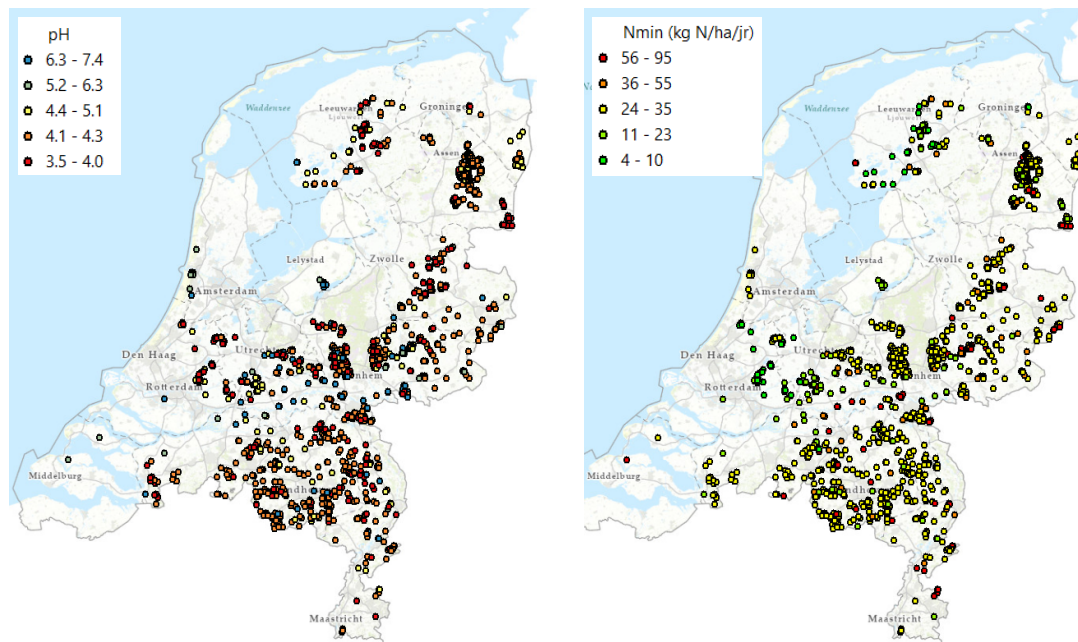 pH
6.3 - 7.4
5.2 - 6.3
4.4 - 5.1
4.1 - 4.3
3.5 - 4.0
Waddenzee
Leeuwarden
Ljouwert
Groningen
Assen
Lelystad
Zwolle
Amsterdam
Den Haag
Utrecht
Rotterdam
Middelburg
Maastricht
Nmin (kg N/ha/jr)
56 - 95
36 - 55
24 - 35
11 - 23
4 - 10
Waddenzee
Leeuwarden
Ljouwert
Groningen
Assen
Lelystad
Zwolle
Amsterdam
Den Haag
Utrecht
Rotterdam
Middelburg
Maastricht